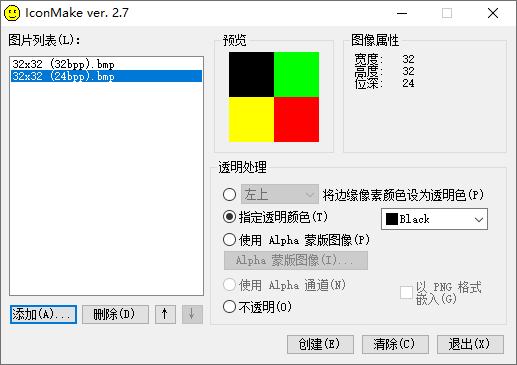 IconMake ver. 2.7
图片列表(L):
32x32 (32bpp).bmp
32x32 (24bpp).bmp
添加(A)...
删除(D)
↑
↓
预览
图像属性
宽度: 32
高度: 32
位深: 24
透明处理
左上 将边缘像素颜色设为透明色(P)
指定透明颜色(T) Black
使用 Alpha 蒙版图像(P)
Alpha 蒙版图像(I)...
使用 Alpha 通道(N)
以 PNG 格式
嵌入(G)
不透明(O)
创建(E) 清除(C) 退出(X)